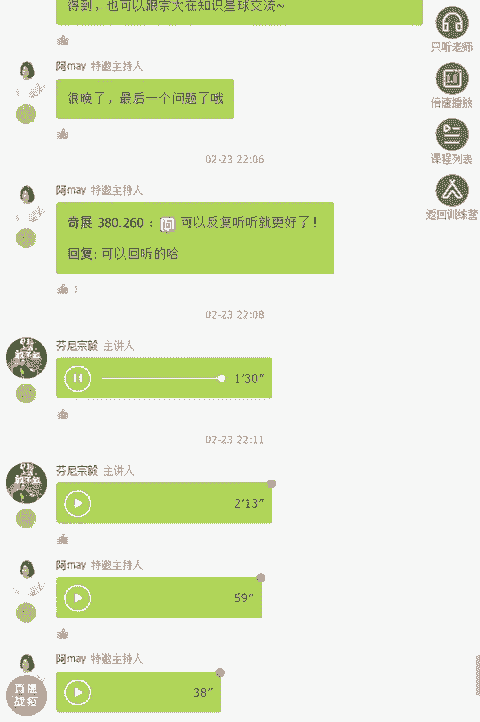 得到，也可以跟宗大在知识星球交流~
只听老师
阿may 特邀主持人
很晚了，最后一个问题了哦
倍速播放
课程列表
02-23 22:06
阿may 特邀主持人
返回训练营
奇展 380.260 : 问 可以反复听听就更好了!
回复: 可以回听的哈
02-23 22:08
芬尼宗毅 主讲人
1'30"
02-23 22:11
芬尼宗毅 主讲人
2'13"
阿may 特邀主持人
59"
阿may 特邀主持人
38"
直播
战疫